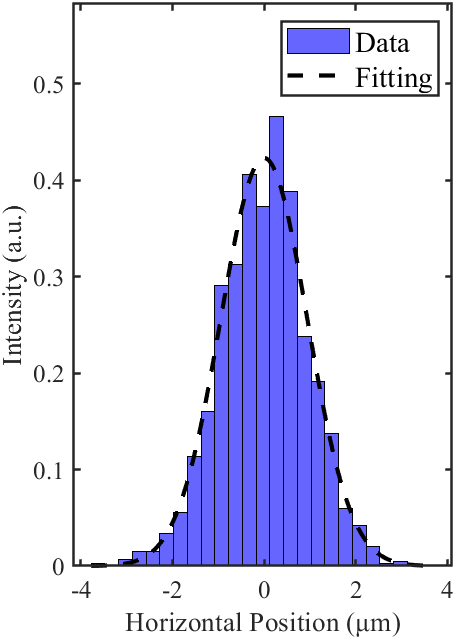 Data
Fitting
0.5
0.4
0.3
0.2
0.1
0
Intensity (a.u.)
-4
-2
0
2
4
Horizontal Position (μm)